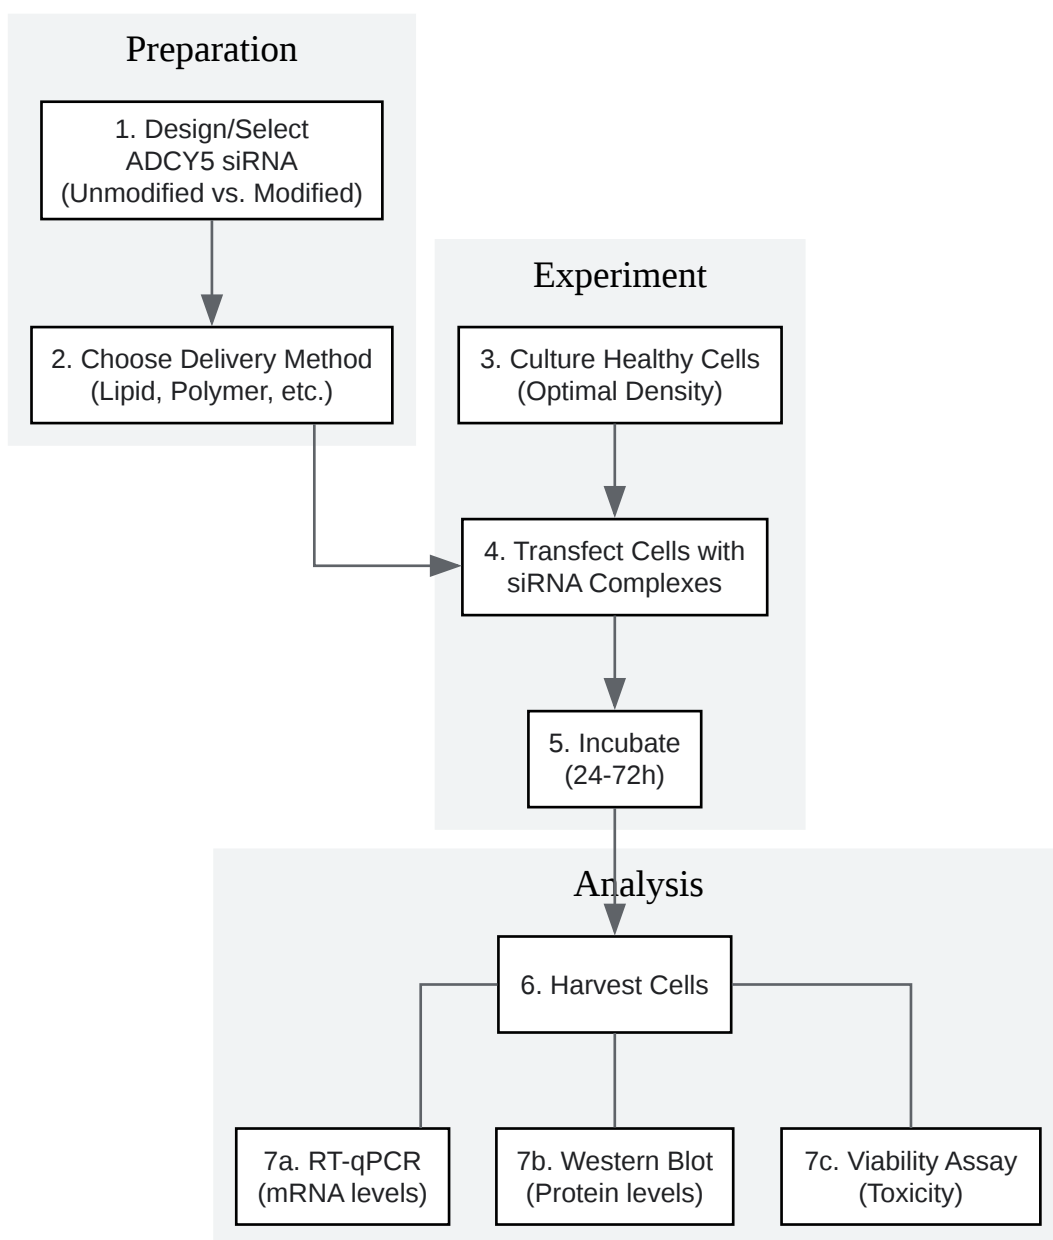 Preparation
1. Design/Select
ADCY5 siRNA
(Unmodified vs. Modified)
2. Choose Delivery Method
(Lipid, Polymer, etc.)
Experiment
3. Culture Healthy Cells
(Optimal Density)
4. Transfect Cells with
siRNA Complexes
5. Incubate
(24-72h)
Analysis
6. Harvest Cells
7a. RT-qPCR
(mRNA levels)
7b. Western Blot
(Protein levels)
7c. Viability Assay
(Toxicity)